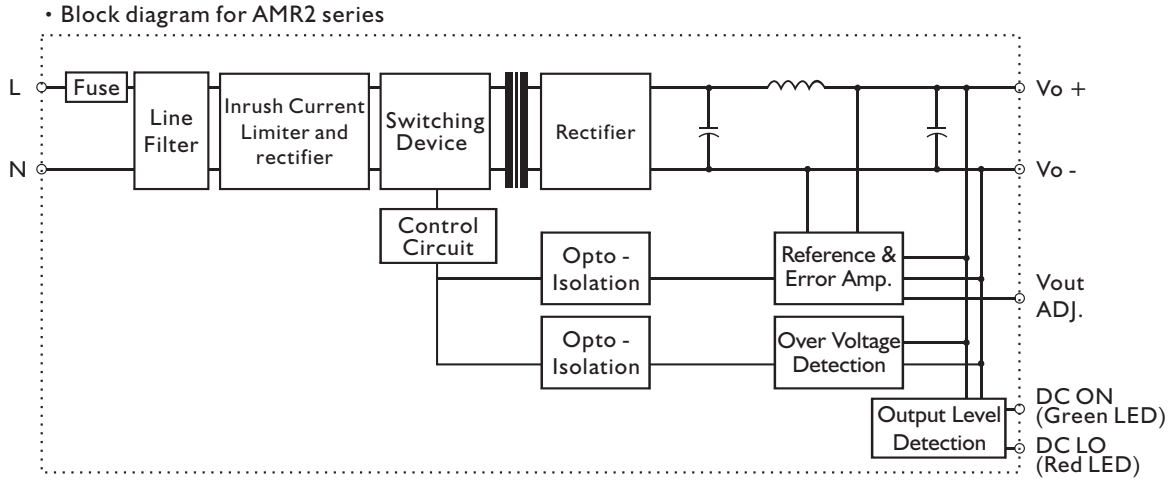 • Block diagram for AMR2 series
L
Fuse
Line
Filter
Inrush Current
Limiter and
rectifier
Switching
Device
Rectifier
Vo +
N
Vo -
Control
Circuit
Opto -
Isolation
Reference &
Error Amp.
Vout
ADJ.
Opto -
Isolation
Over Voltage
Detection
Output Level
Detection
DC ON
(Green LED)
DC LO
(Red LED)